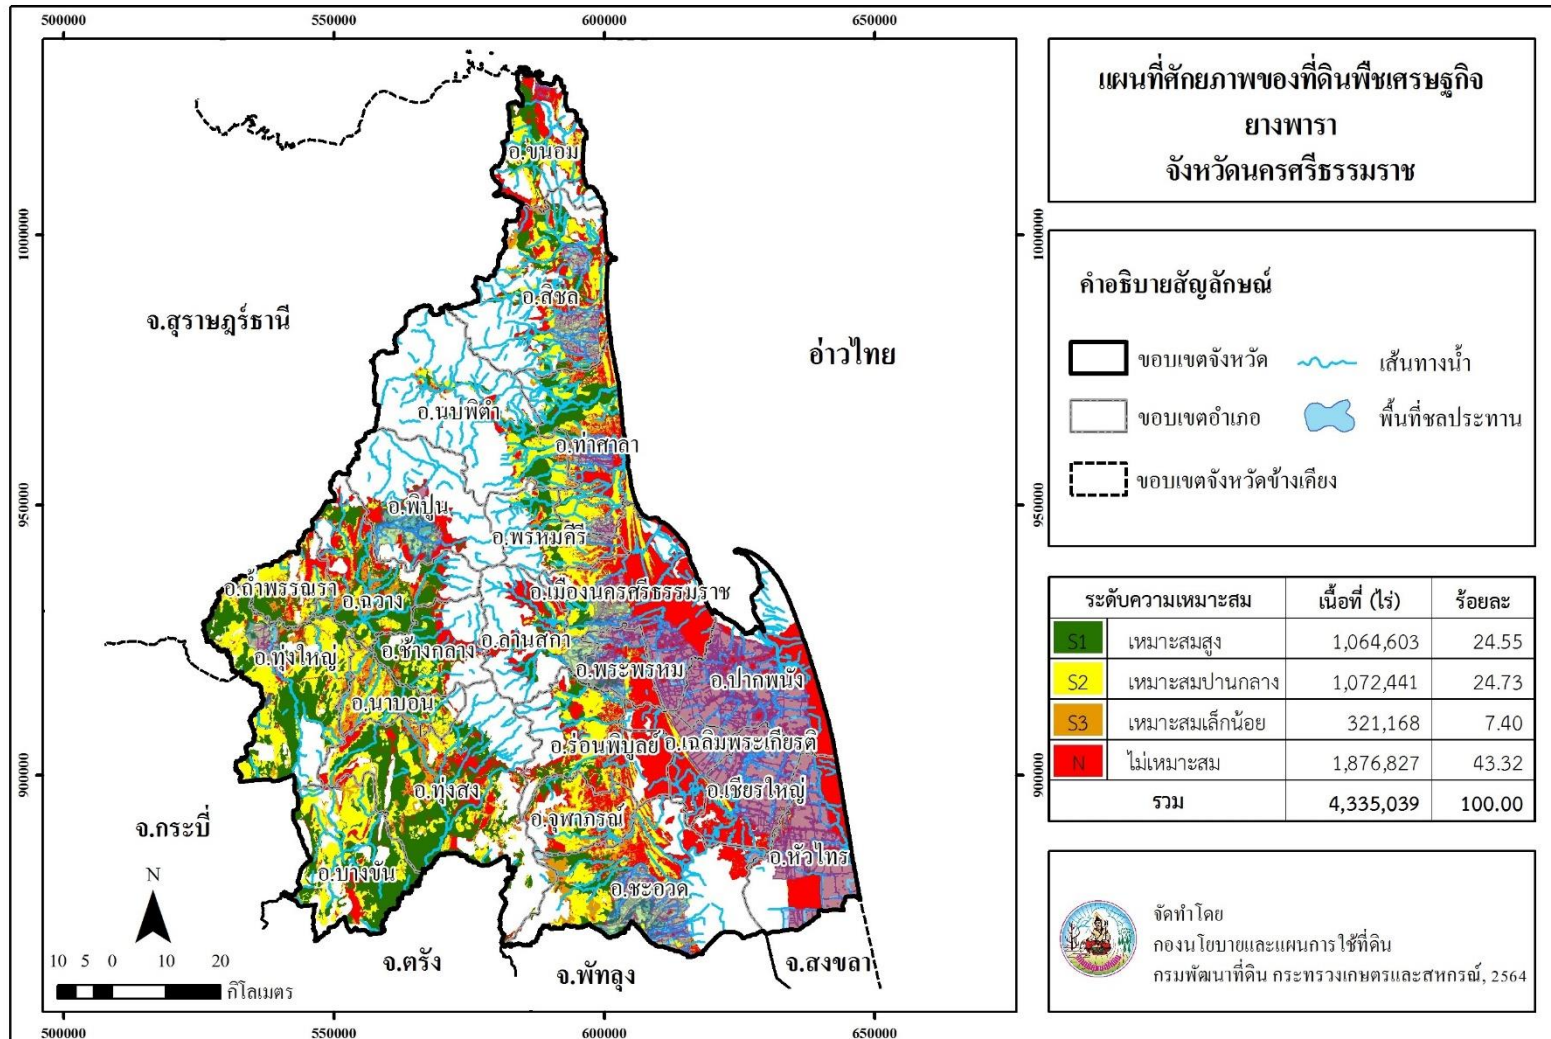 500000 550000 600000 650000
แผนที่ศักยภาพของที่ดินพืชเศรษฐกิจ
ยางพารา
จังหวัดนครศรีธรรมราช
1000000
950000
900000
1000000
950000
900000
อ.ขนอม
อ.สิชล
จ.สุราษฎร์ธานี
อ่าวไทย
อ.นบพิตำ
อ.ท่าศาลา
อ.พิปูน
อ.พรหมคีรี
อ.ถ้ำพรรณรา
อ.ฉวาง
อ.เมืองนครศรีธรรมราช
อ.ช้างกลาง
อ.ลานสกา
อ.ทุ่งใหญ่
อ.พระพรหม
อ.ปากพนัง
อ.นาบอน
อ.ร่อนพิบูลย์
อ.เฉลิมพระเกียรติ
อ.ทุ่งสง
อ.เชียรใหญ่
อ.จุฬาภรณ์
จ.กระบี่
อ.บางขัน
อ.หัวไทร
อ.ชะอวด
จ.ตรัง
จ.พัทลุง
จ.สงขลา
N
10 5 0 10 20
กิโลเมตร
500000 550000 600000 650000
คำอธิบายสัญลักษณ์
ขอบเขตจังหวัด เส้นทางน้ำ
ขอบเขตอำเภอ พื้นที่ชลประทาน
ขอบเขตจังหวัดข้างเคียง
ระดับความเหมาะสม เนื้อที่ (ไร่) ร้อยละ
S1 เหมาะสมสูง 1,064,603 24.55
S2 เหมาะสมปานกลาง 1,072,441 24.73
S3 เหมาะสมเล็กน้อย 321,168 7.40
N ไม่เหมาะสม 1,876,827 43.32
รวม 4,335,039 100.00
จัดทำโดย
กองนโยบายและแผนการใช้ที่ดิน
กรมพัฒนาที่ดิน กระทรวงเกษตรและสหกรณ์, 2564